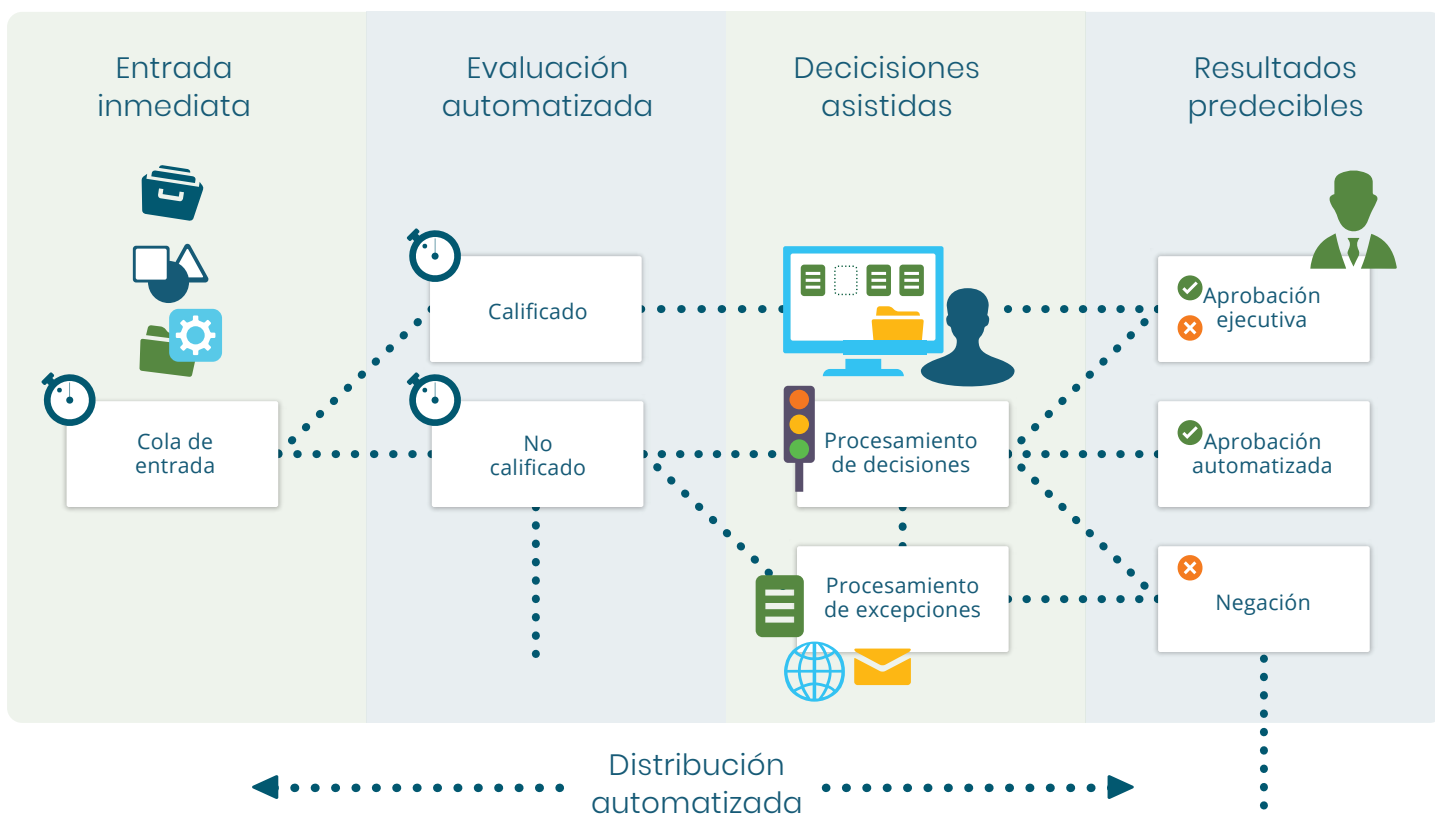 Entrada
inmediata
Evaluación
automatizada
Decicisiones
asistidas
Resultados
predecibles
Cola de
entrada
Calificado
No
calificado
Procesamiento
de decisiones
Procesamiento
de excepciones
Aprobación
ejecutiva
Aprobación
automatizada
Negación
Distribución
automatizada